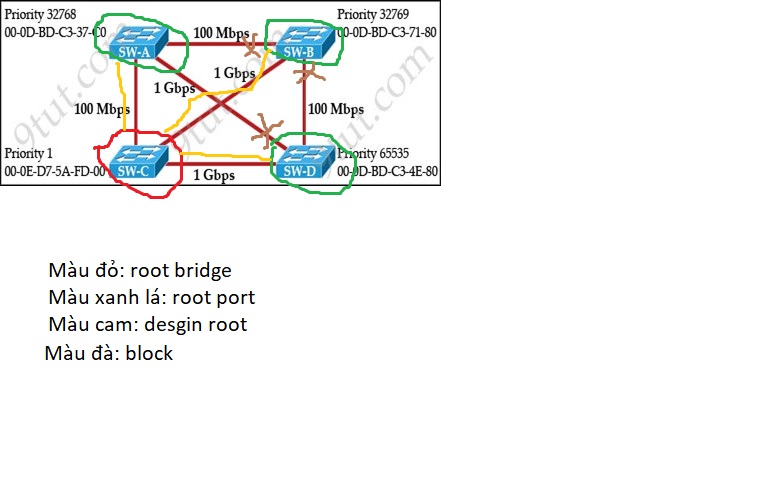 Priority 32768
00-0D-BD-C3-37-C0
Priority 32769
00-0D-BD-C3-71-80
100 Mbps
SW-A
SW-B
1 Gbps
1 Gbps
100 Mbps
100 Mbps
Priority 1
00-0E-D7-5A-FD-00
SW-C
1 Gbps
SW-D
Priority 65535
00-0D-BD-C3-4E-80
9tut.com
9tut.com
Màu đỏ: root bridge
Màu xanh lá: root port
Màu cam: desgin root
Màu đà: block